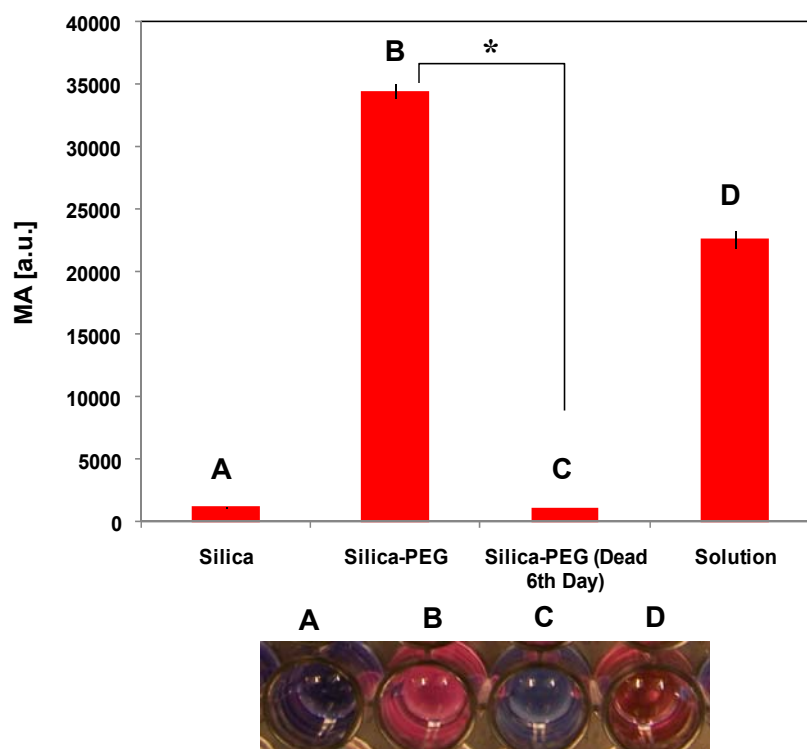 40000
35000
30000
25000
20000
15000
10000
5000
0
MA [a.u.]
A
B
*
C
D
Silica
Silica-PEG
Silica-PEG (Dead
6th Day)
Solution
A B C D